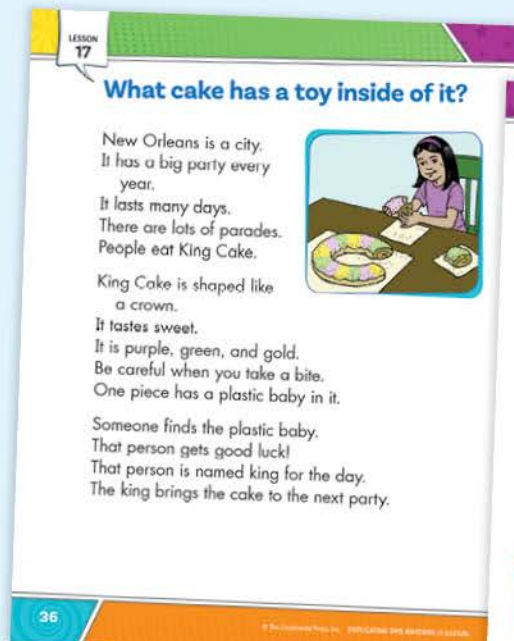 LESSON
17
What cake has a toy inside of it?
New Orleans is a city.
It has a big party every
year.
It lasts many days.
There are lots of parades.
People eat King Cake.
King Cake is shaped like
a crown.
It tastes sweet.
It is purple, green, and gold.
Be careful when you take a bite.
One piece has a plastic baby in it.
Someone finds the plastic baby.
That person gets good luck!
That person is named king for the day.
The king brings the cake to the next party.
36